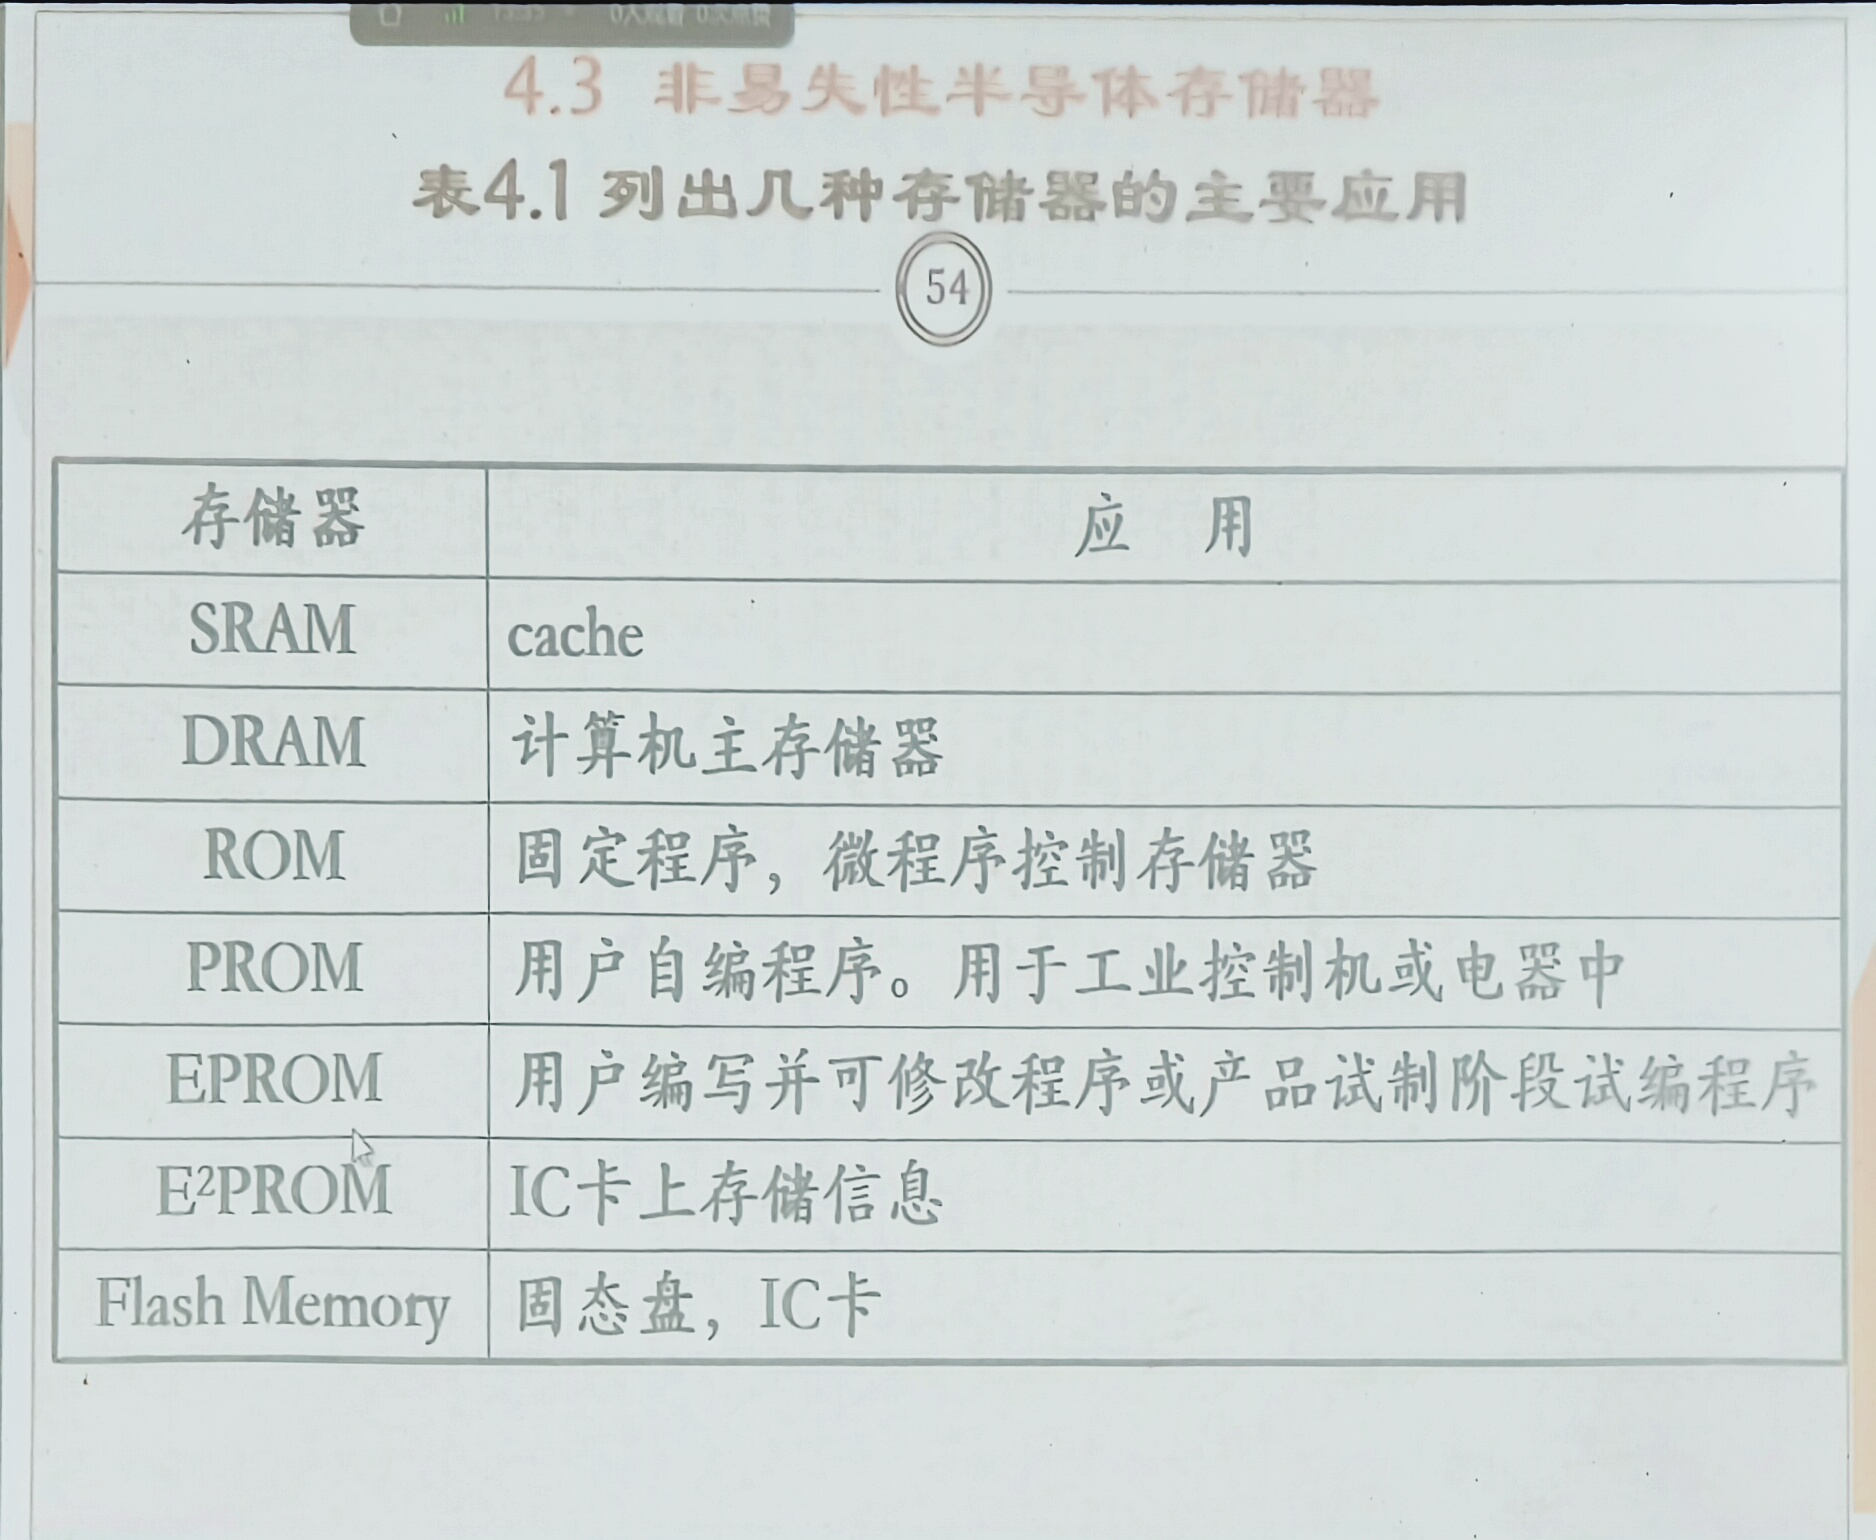 4.3 非易失性半导体存储器
表4.1 列出几种存储器的主要应用
54
存储器 应 用
SRAM cache
DRAM 计算机主存储器
ROM 固定程序，微程序控制存储器
PROM 用户自编程序。用于工业控制机或电器中
EPROM 用户编写并可修改程序或产品试制阶段试编程序
E²PROM IC卡上存储信息
Flash Memory 固态盘，IC卡